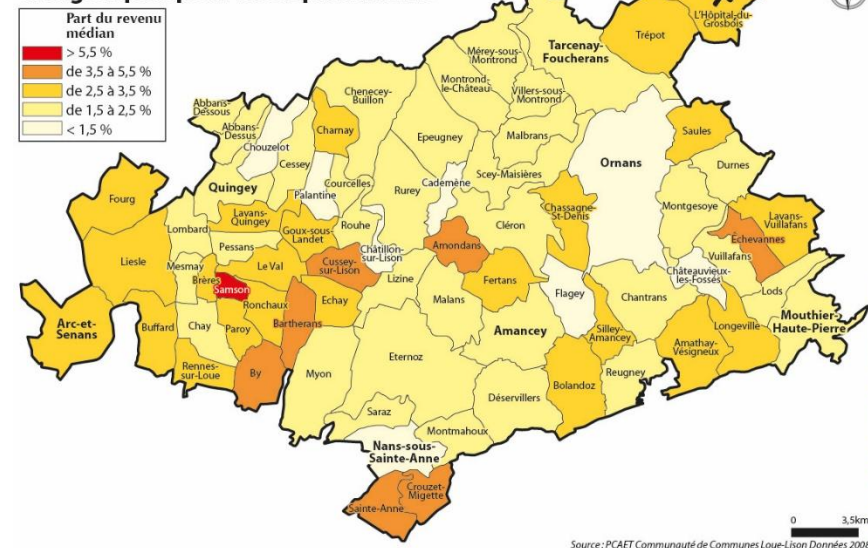 Part du revenu
médian
> 5,5 %
de 3,5 à 5,5 %
de 2,5 à 3,5 %
de 1,5 à 2,5 %
< 1,5 %
L'Hôpital-du-
Grosbois
Trépot
Tarcenay-
Foucherans
Mérey-sous-
Montrond
Montrond-
le-Château
Villers-sous-
Montrond
Chenecey-
Buillon
Abbans-
Dessous
Abbans-
Dessus
Chouzelot
Charnay
Epeugney
Malbrans
Saules
Cessey
Ornans
Durnes
Quingey
Palantine
Courcelles
Rurey
Cademène
Scey-Maisières
Fourg
Lavans-
Quingey
Goux-sous-
Landet
Rouhe
Chassagne-
St-Denis
Montgesoye
Lavans-
Vuillafans
Lombard
Pessans
Châtillon-
sur-Lison
Cléron
Amondans
Échevannes
Vuillafans
Liesle
Mesmay
Brères
Le Val
Cussey-
sur-Lison
Lizine
Fertans
Châteauvieux-
les-Fossés
Samson
Ronchaux
Echay
Malans
Flagey
Chantrans
Lods
Arc-et-
Senans
Buffard
Chay
Paroy
Bartherans
Amancey
Silley-
Amancey
Longeville
Mouthier-
Haute-Pierre
Amathay-
Vésigneux
Rennes-
sur-Loue
By
Myon
Eternoz
Bolandoz
Reugney
Déservillers
Saraz
Montmahoux
Nans-sous-
Sainte-Anne
Crouzet-
Migette
Sainte-Anne
0 3,5km
Source : PCAET Communauté de Communes Loue-Lison Données 2008